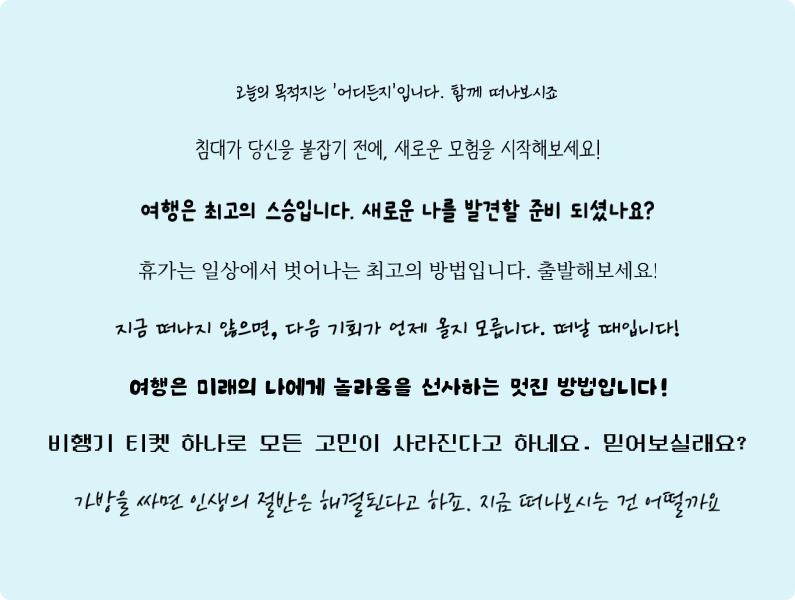 오늘의 목적지는 '어디든지'입니다. 함께 떠나보시죠
침대가 당신을 붙잡기 전에, 새로운 모험을 시작해보세요!
여행은 최고의 스승입니다. 새로운 나를 발견할 준비 되셨나요?
휴가는 일상에서 벗어나는 최고의 방법입니다. 출발해보세요!
지금 떠나지 않으면, 다음 기회가 언제 올지 모릅니다. 떠날 때입니다!
여행은 미래의 나에게 놀라움을 선사하는 멋진 방법입니다!
비행기 티켓 하나로 모든 고민이 사라진다고 하네요. 믿어보실래요?
가방을 싸면 인생의 절반은 해결된다고 하죠. 지금 떠나보시는 건 어떨까요